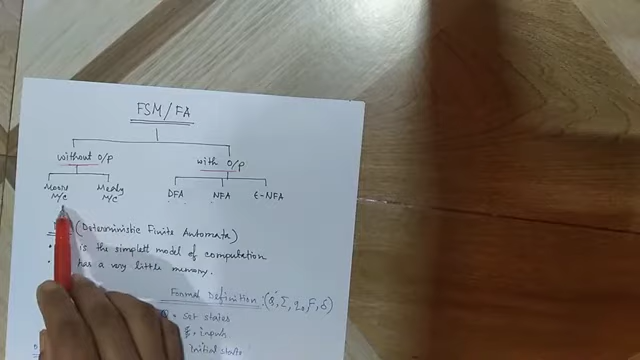 FSM/FA
without O/P
with O/P
Moore M/C
Mealy M/C
DFA
NFA
ε-NFA
(Deterministic Finite Automata)
is the simplest model of computation
has a very little memory.
Formal Definition: (Q, Σ, q₀, F, δ)
Q = set states
inputs
initial state